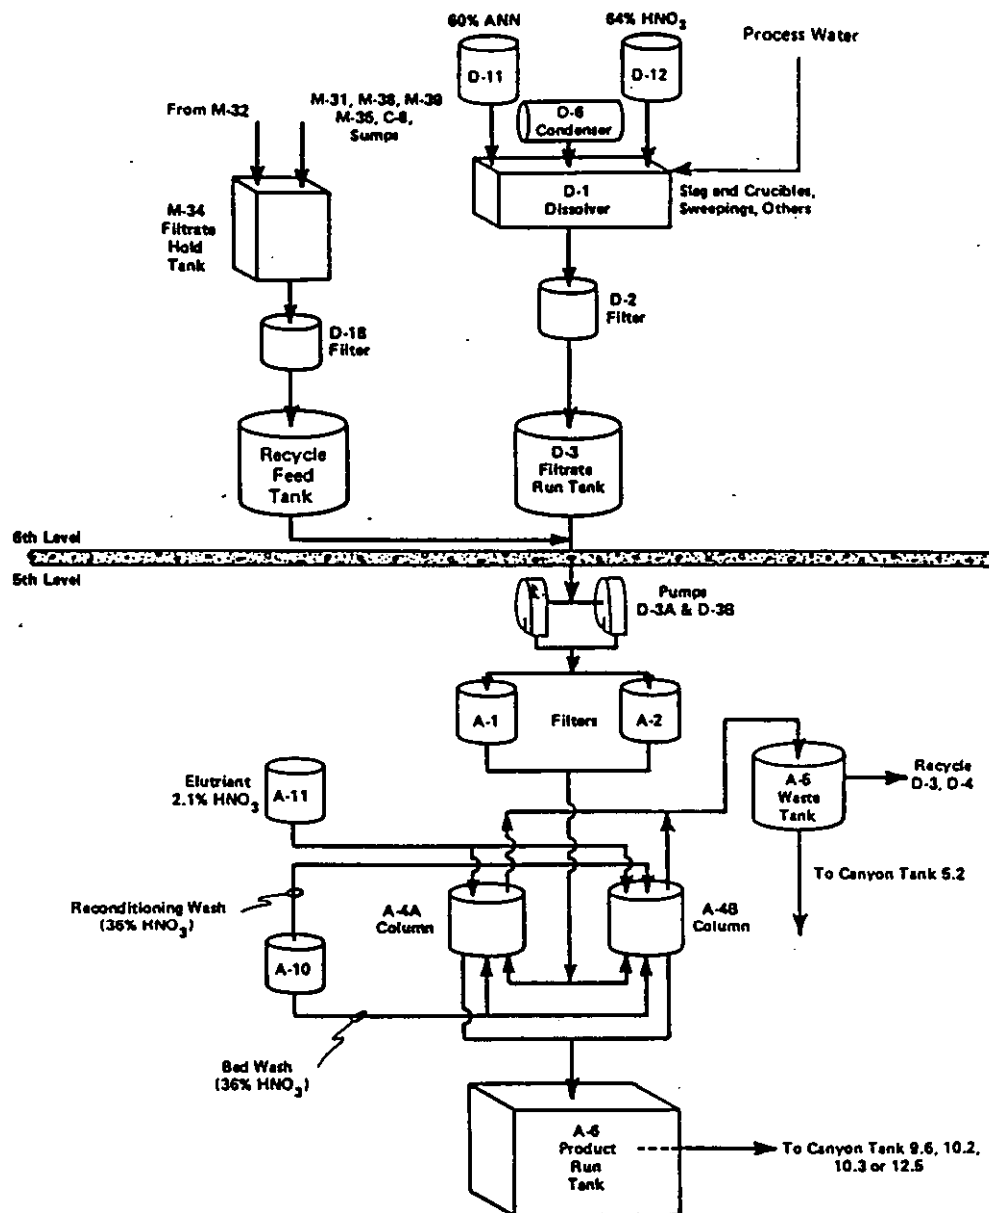 60% ANN
64% HNO3
Process Water
D-11
D-12
M-31, M-38, M-39
M-35, C-8,
Sumps
From M-32
D-6
Condenser
D-1
Dissolver
Slag and Crucibles,
Sweepings, Others
M-34
Filtrate
Hold
Tank
D-2
Filter
D-18
Filter
Recycle
Feed
Tank
D-3
Filtrate
Run Tank
6th Level
5th Level
Pumps
D-3A & D-3B
A-1
Filters
A-2
Elutriant
2.1% HNO3
A-11
A-5
Waste
Tank
Recycle
D-3, D-4
To Canyon Tank 5.2
Reconditioning Wash
(36% HNO3)
A-4A
Column
A-4B
Column
A-10
Bed Wash
(36% HNO3)
A-6
Product
Run
Tank
To Canyon Tank 9.6, 10.2,
10.3 or 12.5